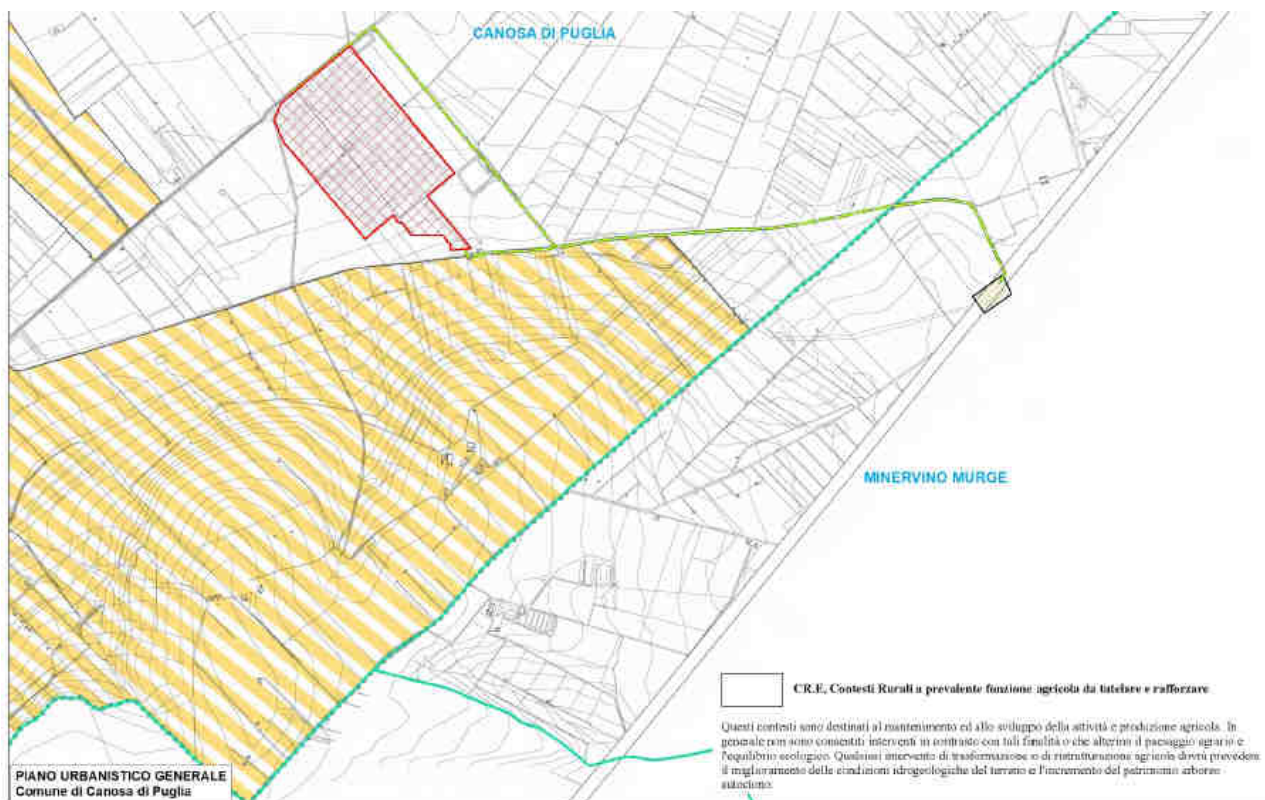 CANOSA DI PUGLIA
MINERVINO MURGE
CR.E, Contesti Rurali a prevalente funzione agricola da tutelare e rafforzare
Questi contesti sono destinati al mantenimento ed allo sviluppo della attività e produzione agricola. In
generale non sono consentiti interventi in contrasto con tali finalità o che alterino il paesaggio agrario e
l'equilibrio ecologico. Qualsiasi intervento di trasformazione o di ristrutturazione agricola dovrà prevedere
il miglioramento delle condizioni idrogeologiche del terreno e l'incremento del patrimonio arboreo
autoctono.
PIANO URBANISTICO GENERALE
Comune di Canosa di Puglia